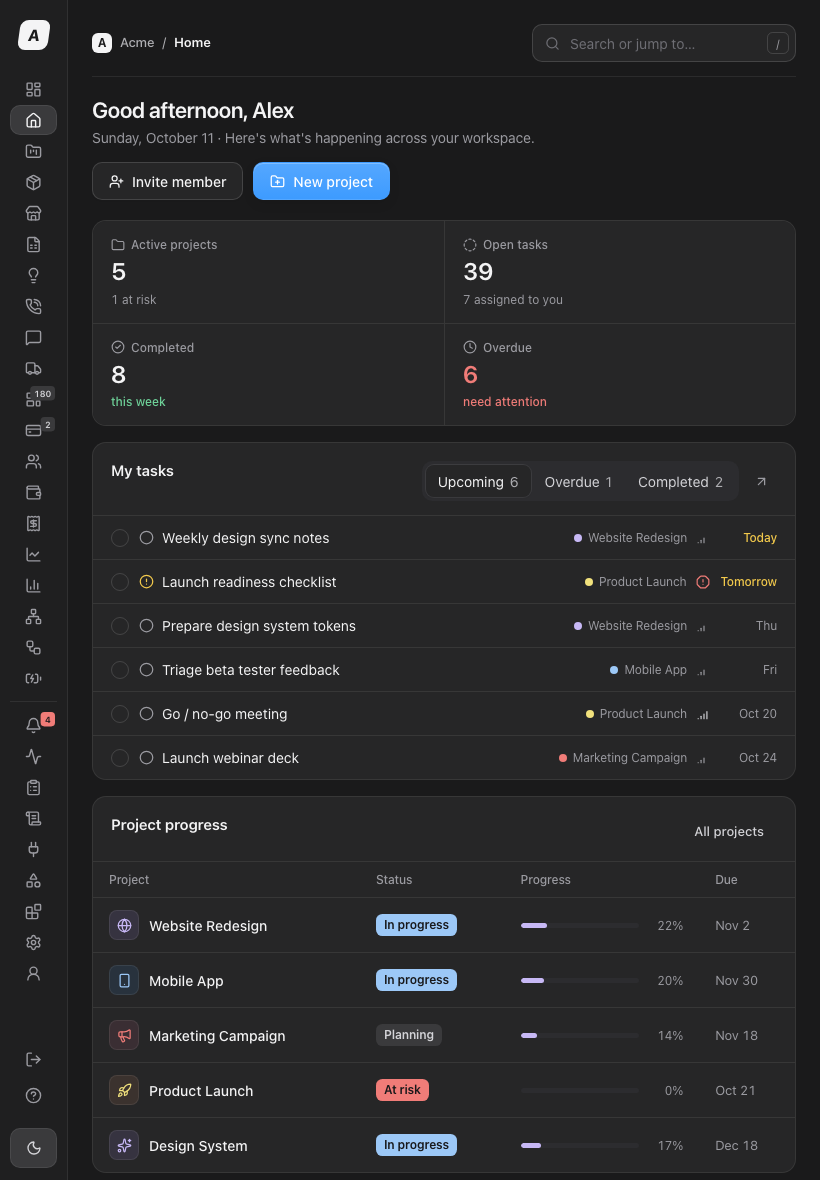 A
A Acme / Home
Search or jump to... /
Good afternoon, Alex
Sunday, October 11 · Here's what's happening across your workspace.
Invite member
New project
Active projects
5
1 at risk
Open tasks
39
7 assigned to you
Completed
8
this week
Overdue
6
need attention
180
2
4
My tasks
Upcoming 6 Overdue 1 Completed 2
Weekly design sync notes Website Redesign Today
Launch readiness checklist Product Launch Tomorrow
Prepare design system tokens Website Redesign Thu
Triage beta tester feedback Mobile App Fri
Go / no-go meeting Product Launch Oct 20
Launch webinar deck Marketing Campaign Oct 24
Project progress All projects
Project Status Progress Due
Website Redesign In progress 22% Nov 2
Mobile App In progress 20% Nov 30
Marketing Campaign Planning 14% Nov 18
Product Launch At risk 0% Oct 21
Design System In progress 17% Dec 18